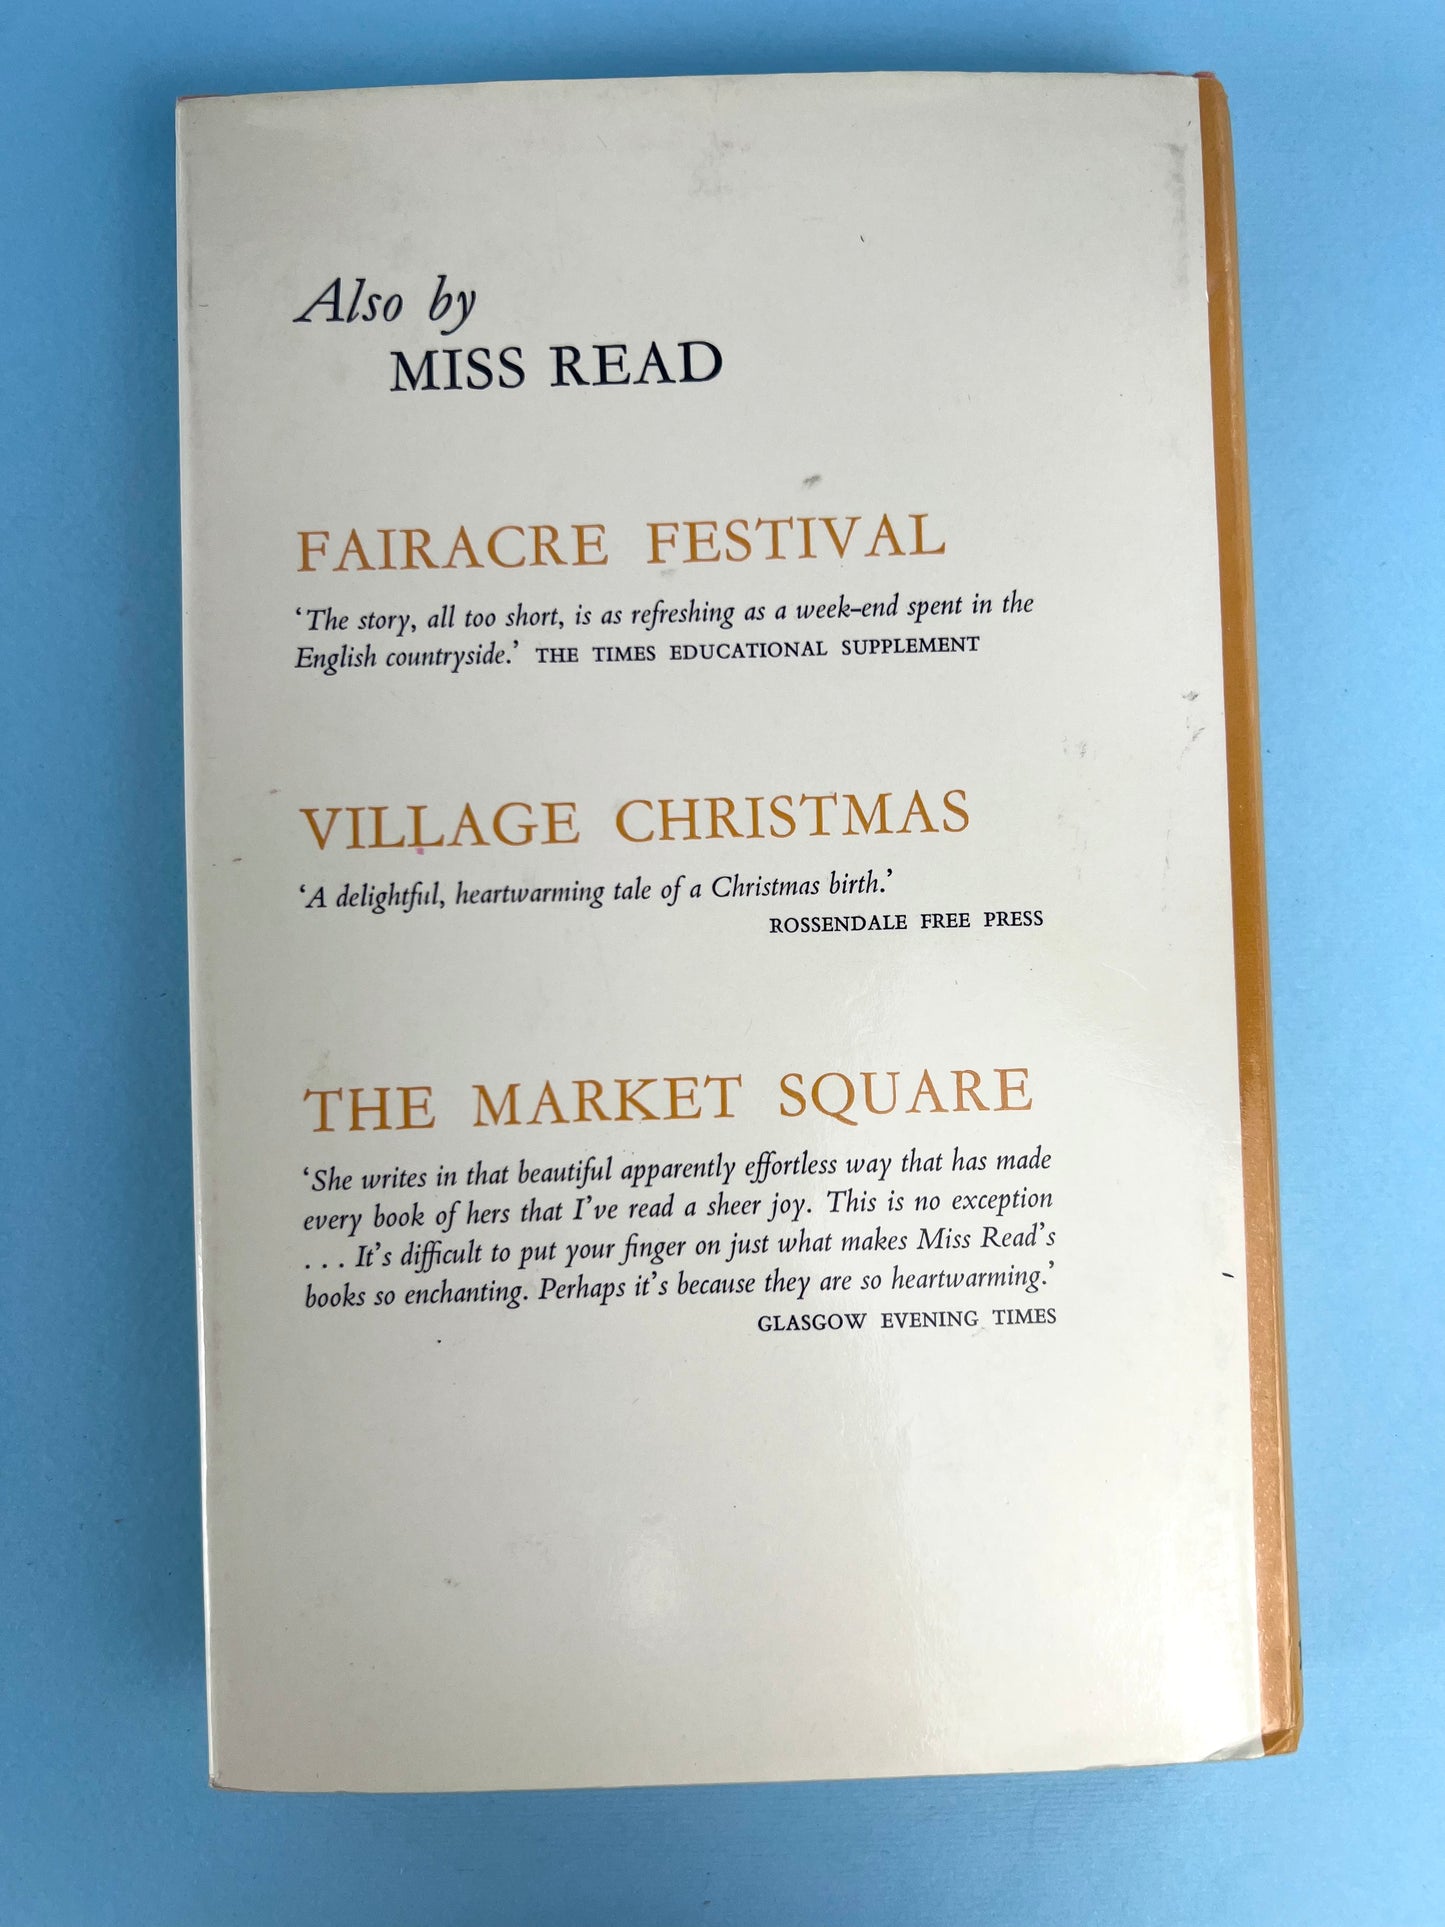 Also by
MISS READ
FAIRACRE FESTIVAL
‘The story, all too short, is as refreshing as a week-end spent in the
English countryside.’ THE TIMES EDUCATIONAL SUPPLEMENT
VILLAGE CHRISTMAS
‘A delightful, heartwarming tale of a Christmas birth.’
ROSSENDALE FREE PRESS
THE MARKET SQUARE
‘She writes in that beautiful apparently effortless way that has made
every book of hers that I’ve read a sheer joy. This is no exception
. . . It’s difficult to put your finger on just what makes Miss Read’s
books so enchanting. Perhaps it’s because they are so heartwarming.’
GLASGOW EVENING TIMES